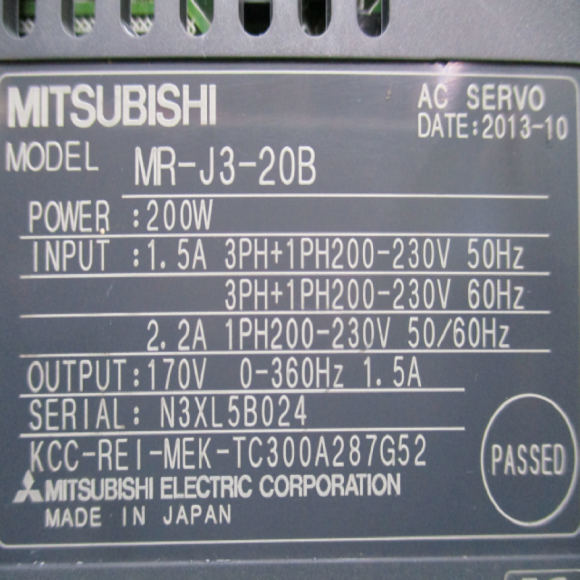 MITSUBISHI
AC SERVO
DATE:2013-10
MODEL MR-J3-20B
POWER :200W
INPUT :1.5A 3PH+1PH200-230V 50Hz
3PH+1PH200-230V 60Hz
2.2A 1PH200-230V 50/60Hz
OUTPUT:170V 0-360Hz 1.5A
SERIAL: N3XL5B024
KCC-REI-MEK-TC300A287G52
PASSED
MITSUBISHI ELECTRIC CORPORATION
MADE IN JAPAN